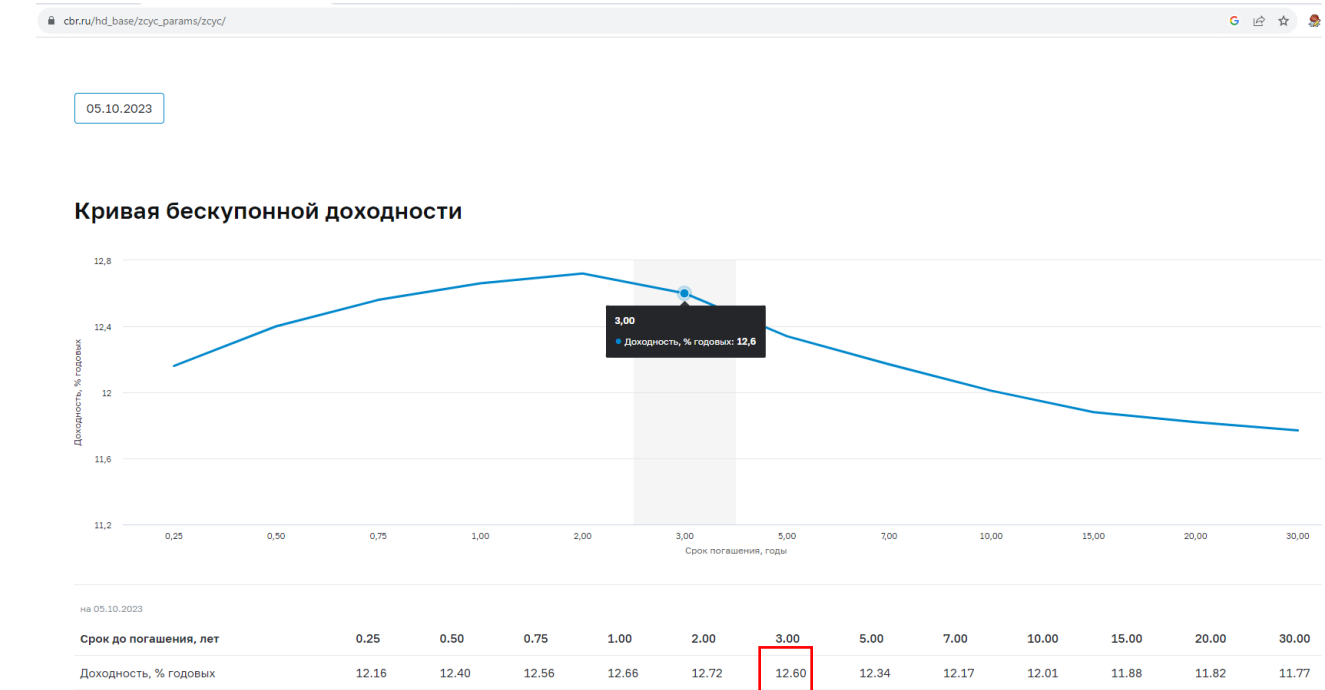 cbr.ru/hd_base/zcyc_params/zcyc/
05.10.2023
Кривая бескупонной доходности
Доходность, % годовых
12,8
12,4
12
11,6
11,2
3,00
Доходность, % годовых: 12,6
0,25 0,50 0,75 1,00 2,00 3,00 5,00 7,00 10,00 15,00 20,00 30,00
Срок погашения, годы
на 05.10.2023
Срок до погашения, лет 0.25 0.50 0.75 1.00 2.00 3.00 5.00 7.00 10.00 15.00 20.00 30.00
Доходность, % годовых 12.16 12.40 12.56 12.66 12.72 12.60 12.34 12.17 12.01 11.88 11.82 11.77